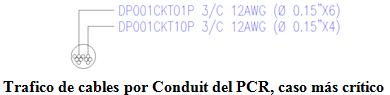 DP001CKT01P 3/C 12AWG (Ø 0.15"X6)
DP001CKT10P 3/C 12AWG (Ø 0.15"X4)
Trafico de cables por Conduit del PCR, caso más crítico